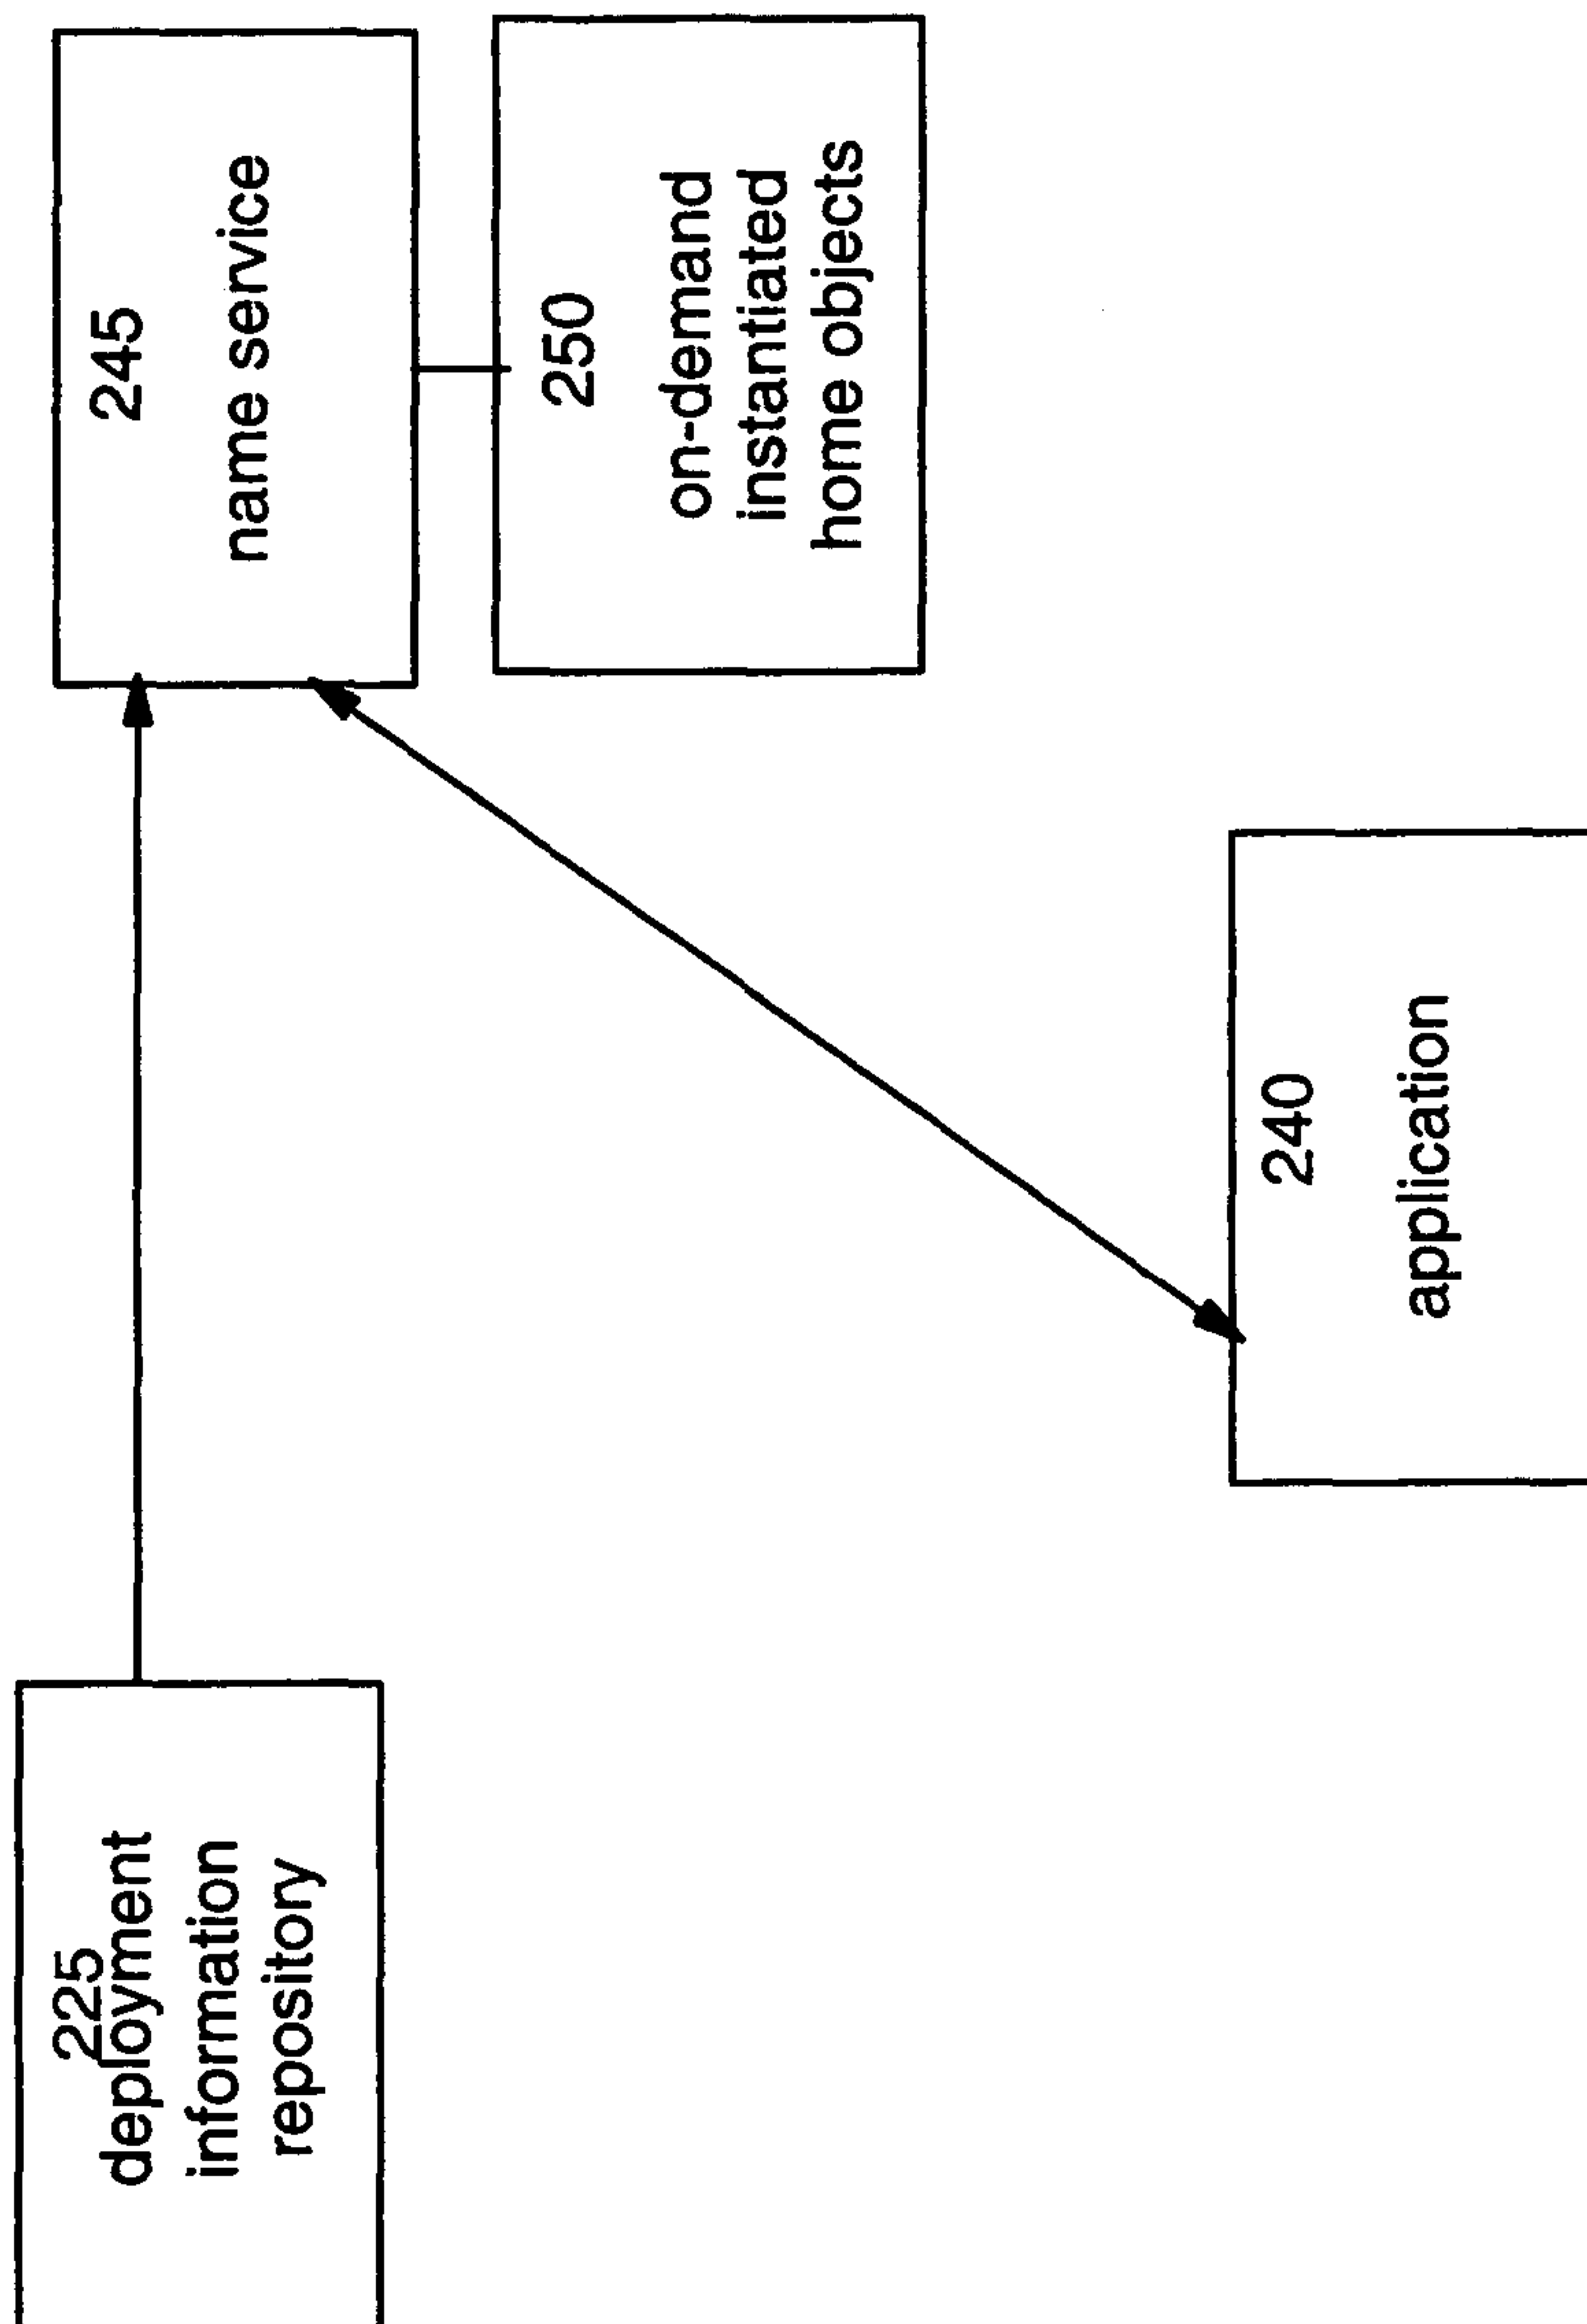 225
deployment
information
repository
245
name service
250
on-demand
instantiated
home objects
240
application